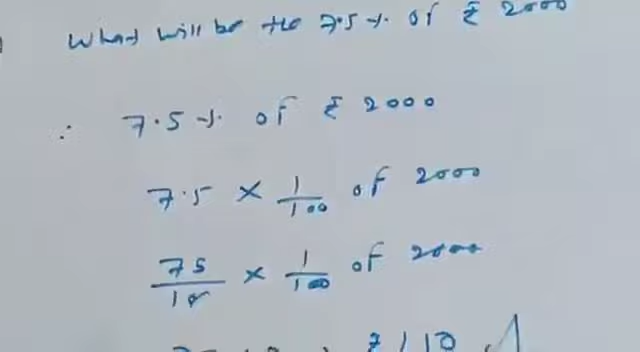 What will be the 7.5 % of ₹ 2000
∴ 7.5 % of ₹ 2000
7.5 × 1/100 of 2000
75/10 × 1/100 of 2000